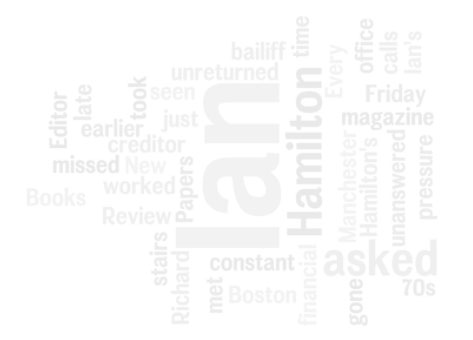 time
office
calls
Ian's
bailiff
Every
unreturned
Editor
late
took
seen
Friday
earlier
just
magazine
creditor
Ian
Hamilton
missed
New
Papers
Manchester
Hamilton's
unanswered
pressure
worked
Books
Review
stairs
Richard
constant
asked
met
Boston
financial
gone
70s